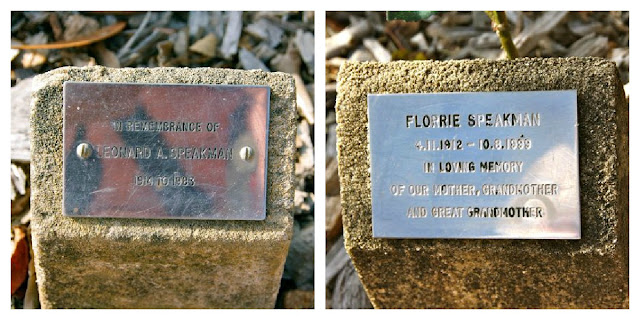 IN REMEMBRANCE OF
LEONARD A. SPEAKMAN
1914 TO 1983
FLORRIE SPEAKMAN
4.11.1912 – 10.8.1999
IN LOVING MEMORY
OF OUR MOTHER, GRANDMOTHER
AND GREAT GRANDMOTHER